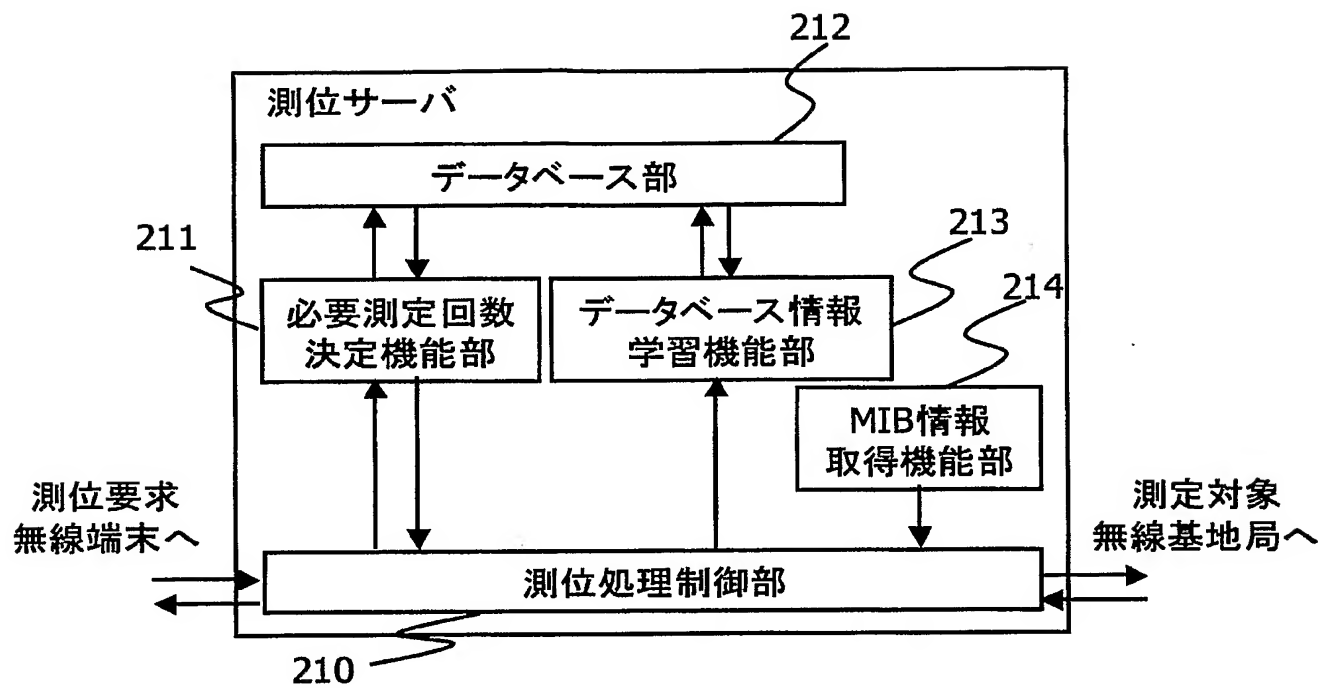 212
測位サーバ
データベース部
211
213
必要測定回数
決定機能部
データベース情報
学習機能部
214
MIB情報
取得機能部
測位要求
無線端末へ
測定対象
無線基地局へ
測位処理制御部
210